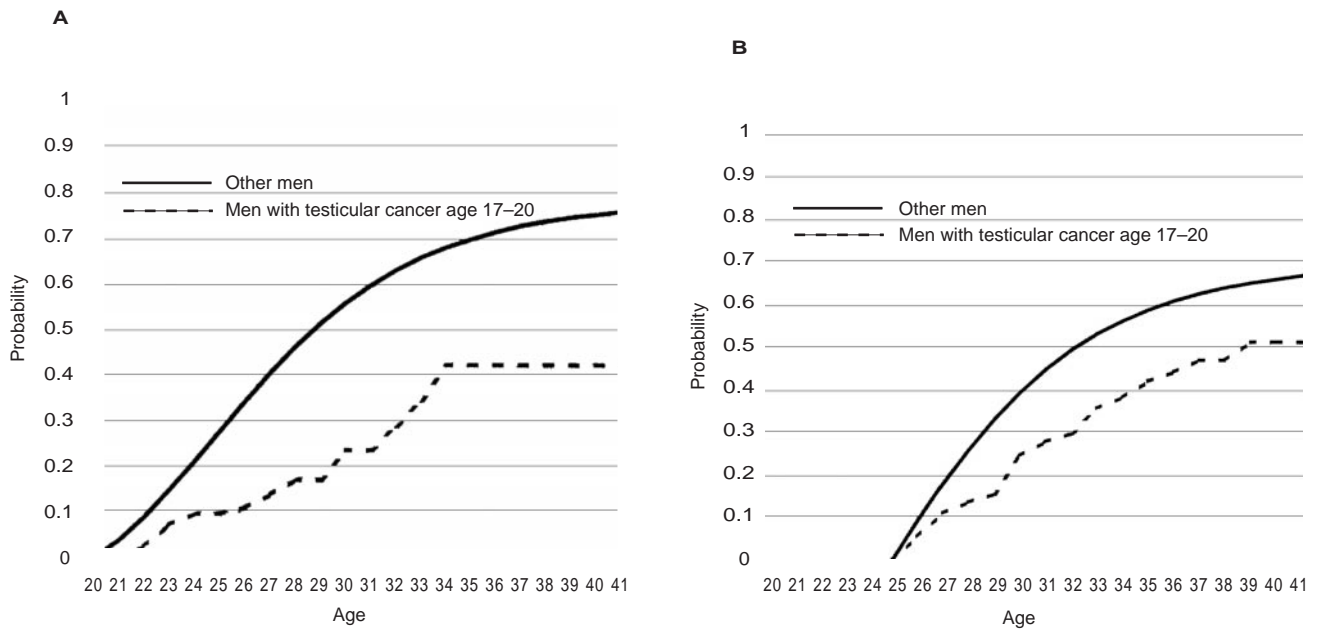 A
1
0.9
0.8
0.7
0.6
0.5
0.4
0.3
0.2
0.1
0
Probability
Other men
Men with testicular cancer age 17–20
20 21 22 23 24 25 26 27 28 29 30 31 32 33 34 35 36 37 38 39 40 41
Age
B
1
0.9
0.8
0.7
0.6
0.5
0.4
0.3
0.2
0.1
0
Probability
Other men
Men with testicular cancer age 17–20
20 21 22 23 24 25 26 27 28 29 30 31 32 33 34 35 36 37 38 39 40 41
Age